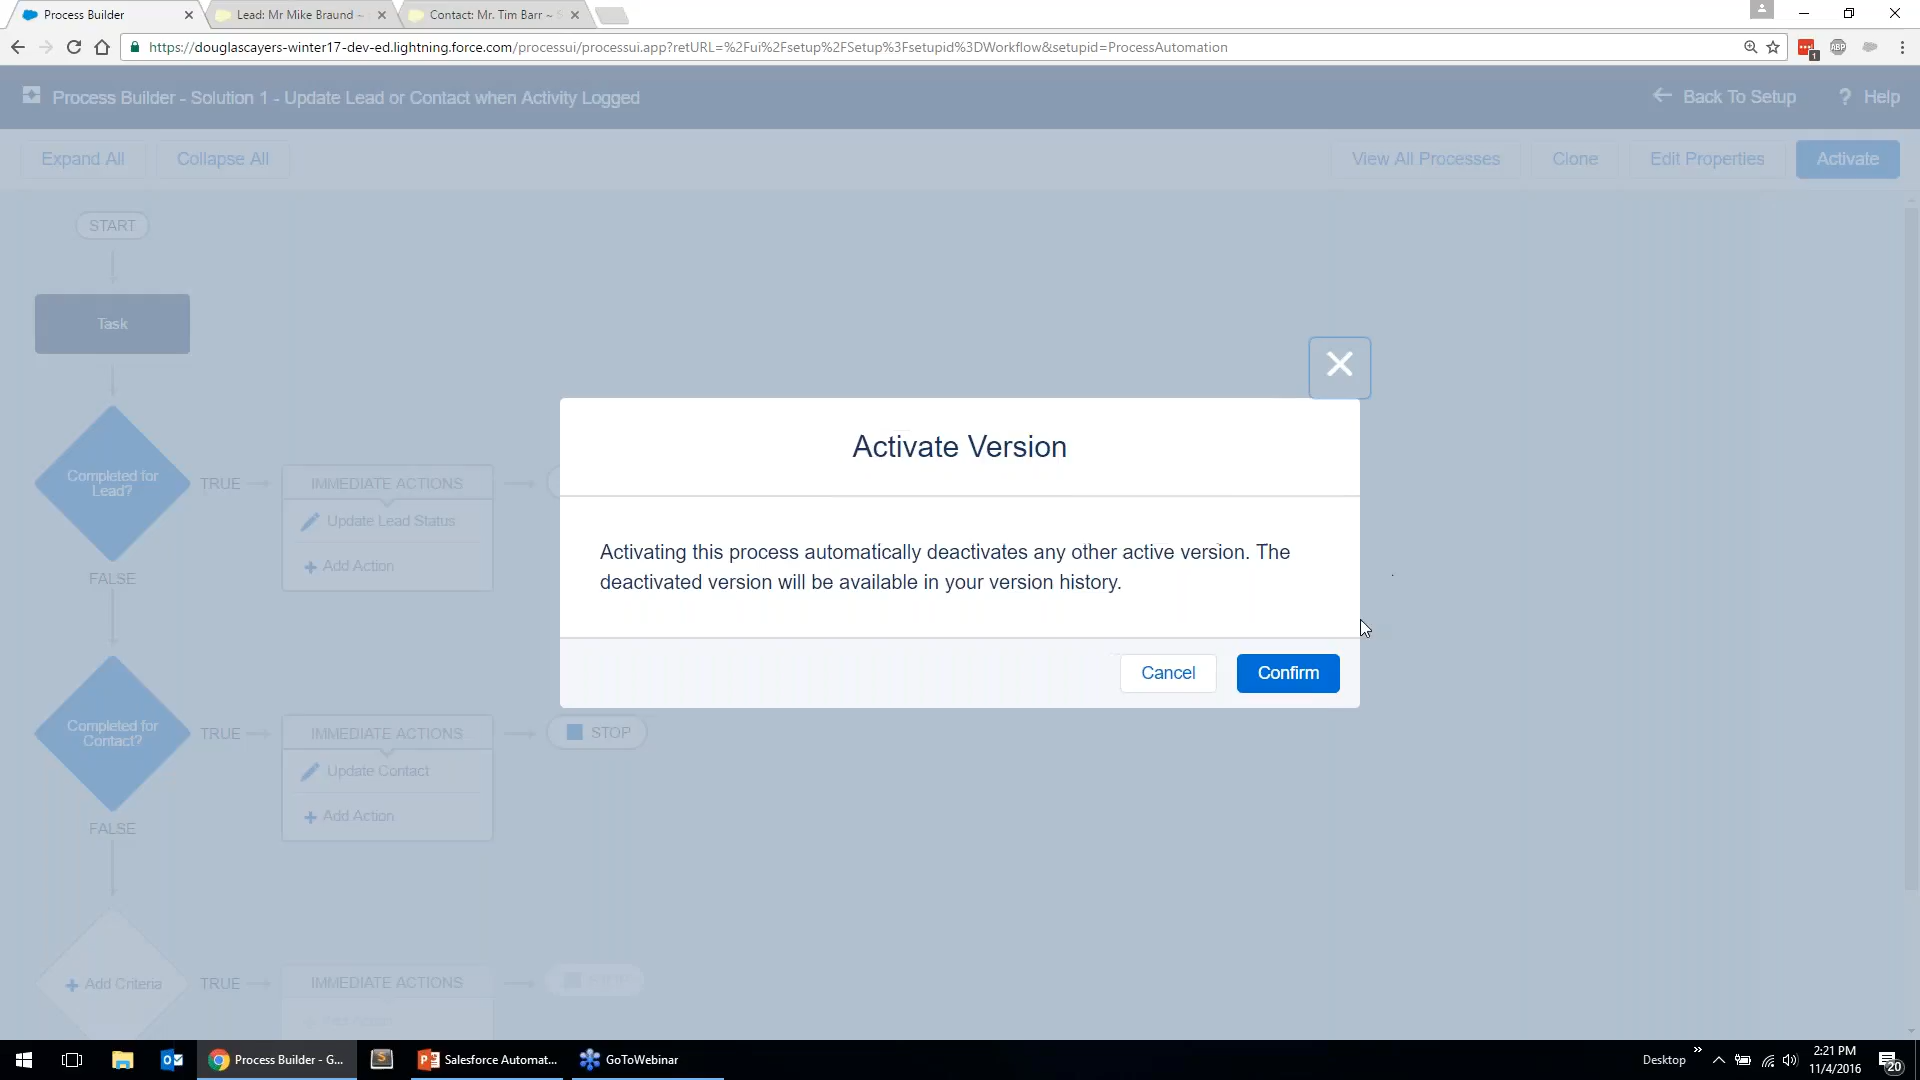 Process Builder
Lead: Mr Mike Braund ~
Contact: Mr. Tim Barr ~
https://douglascayers-winter17-dev-ed.lightning.force.com/processui/processui.app?retURL=%2Fui%2Fsetup%2FSetup%3Fsetupid%3DWorkflow&setupid=ProcessAutomation
1
ABP
Process Builder - Solution 1 - Update Lead or Contact when Activity Logged
Back To Setup
? Help
Expand All
Collapse All
View All Processes
Clone
Edit Properties
Activate
START
Task
Completed for
Lead?
TRUE
IMMEDIATE ACTIONS
Update Lead Status
+ Add Action
FALSE
Activate Version
Activating this process automatically deactivates any other active version. The
deactivated version will be available in your version history.
Cancel
Confirm
Completed for
Contact?
TRUE
IMMEDIATE ACTIONS
STOP
Update Contact
+ Add Action
FALSE
+ Add Criteria
TRUE
IMMEDIATE ACTIONS
Process Builder - G...
S
Salesforce Automat...
GoToWebinar
Desktop
2:21 PM
11/4/2016
20